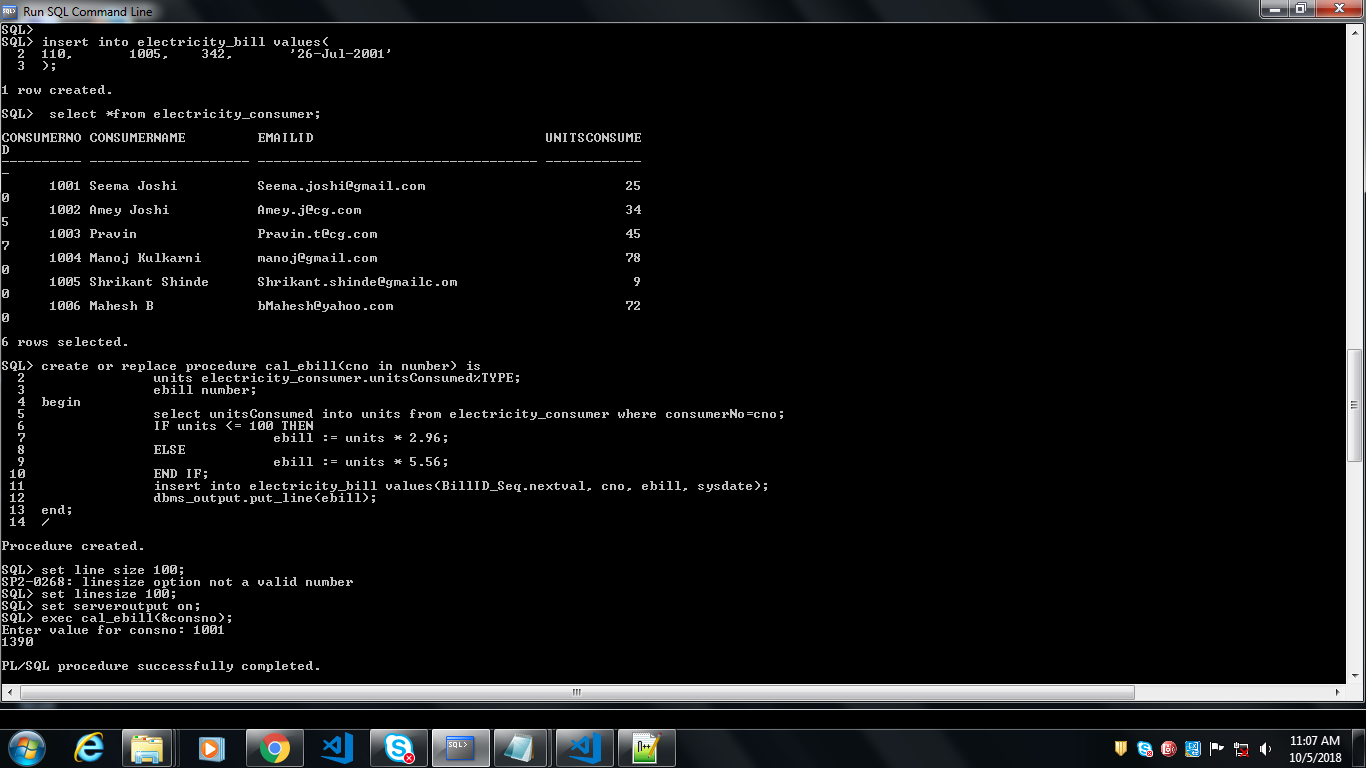 Run SQL Command Line
SQL>
SQL> insert into electricity_bill values(
  2  110,       1005,    342,       '26-Jul-2001'
  3  );
1 row created.
SQL>  select *from electricity_consumer;
CONSUMERNO CONSUMERNAME         EMAILID                             UNITSCONSUME
D
---------- -------------------- ----------------------------------- ------------
-
      1001 Seema Joshi          Seema.joshi@gmail.com                         25
0
      1002 Amey Joshi           Amey.j@cg.com                                 34
5
      1003 Pravin               Pravin.t@cg.com                               45
7
      1004 Manoj Kulkarni       manoj@gmail.com                               78
0
      1005 Shrikant Shinde      Shrikant.shinde@gmailc.om                      9
0
      1006 Mahesh B             bMahesh@yahoo.com                             72
0
6 rows selected.
SQL> create or replace procedure cal_ebill(cno in number) is
  2                units electricity_consumer.unitsConsumed%TYPE;
  3                ebill number;
  4  begin
  5                select unitsConsumed into units from electricity_consumer where consumerNo=cno;
  6                IF units <= 100 THEN
  7                               ebill := units * 2.96;
  8                ELSE
  9                               ebill := units * 5.56;
 10                END IF;
 11                insert into electricity_bill values(BillID_Seq.nextval, cno, ebill, sysdate);
 12                dbms_output.put_line(ebill);
 13  end;
 14  /
Procedure created.
SQL> set line size 100;
SP2-0268: linesize option not a valid number
SQL> set linesize 100;
SQL> set serveroutput on;
SQL> exec cal_ebill(&consno);
Enter value for consno: 1001
1390
PL/SQL procedure successfully completed.
SQL>
11:07 AM
10/5/2018